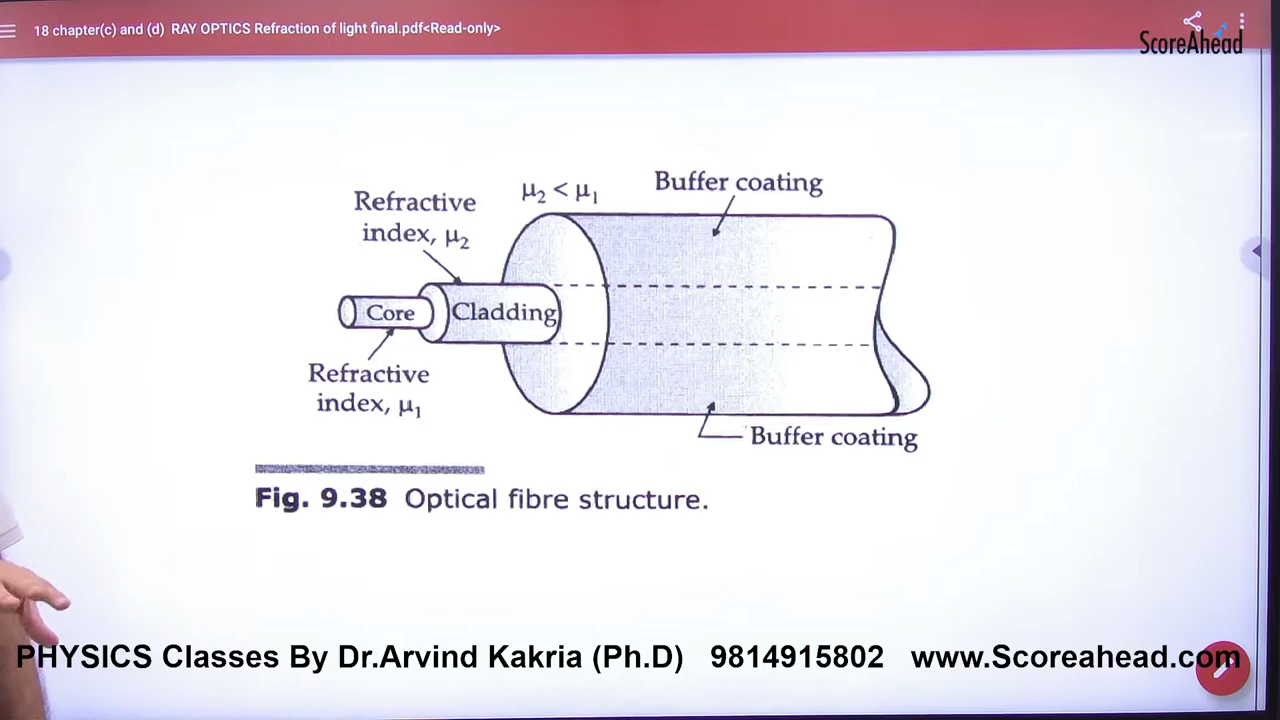 18 chapter(c) and (d) RAY OPTICS Refraction of light final.pdf<Read-only>
ScoreAhead
Refractive
index, μ₂
μ₂ < μ₁
Buffer coating
Core
Cladding
Refractive
index, μ₁
Buffer coating
Fig. 9.38 Optical fibre structure.
PHYSICS Classes By Dr.Arvind Kakria (Ph.D) 9814915802 www.Scoreahead.com